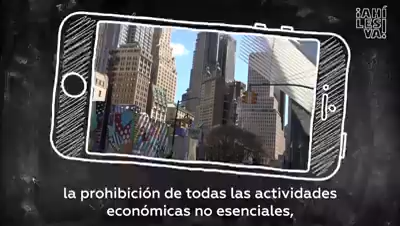 ¡AHÍ
LES
VA!
la prohibición de todas las actividades
económicas no esenciales,